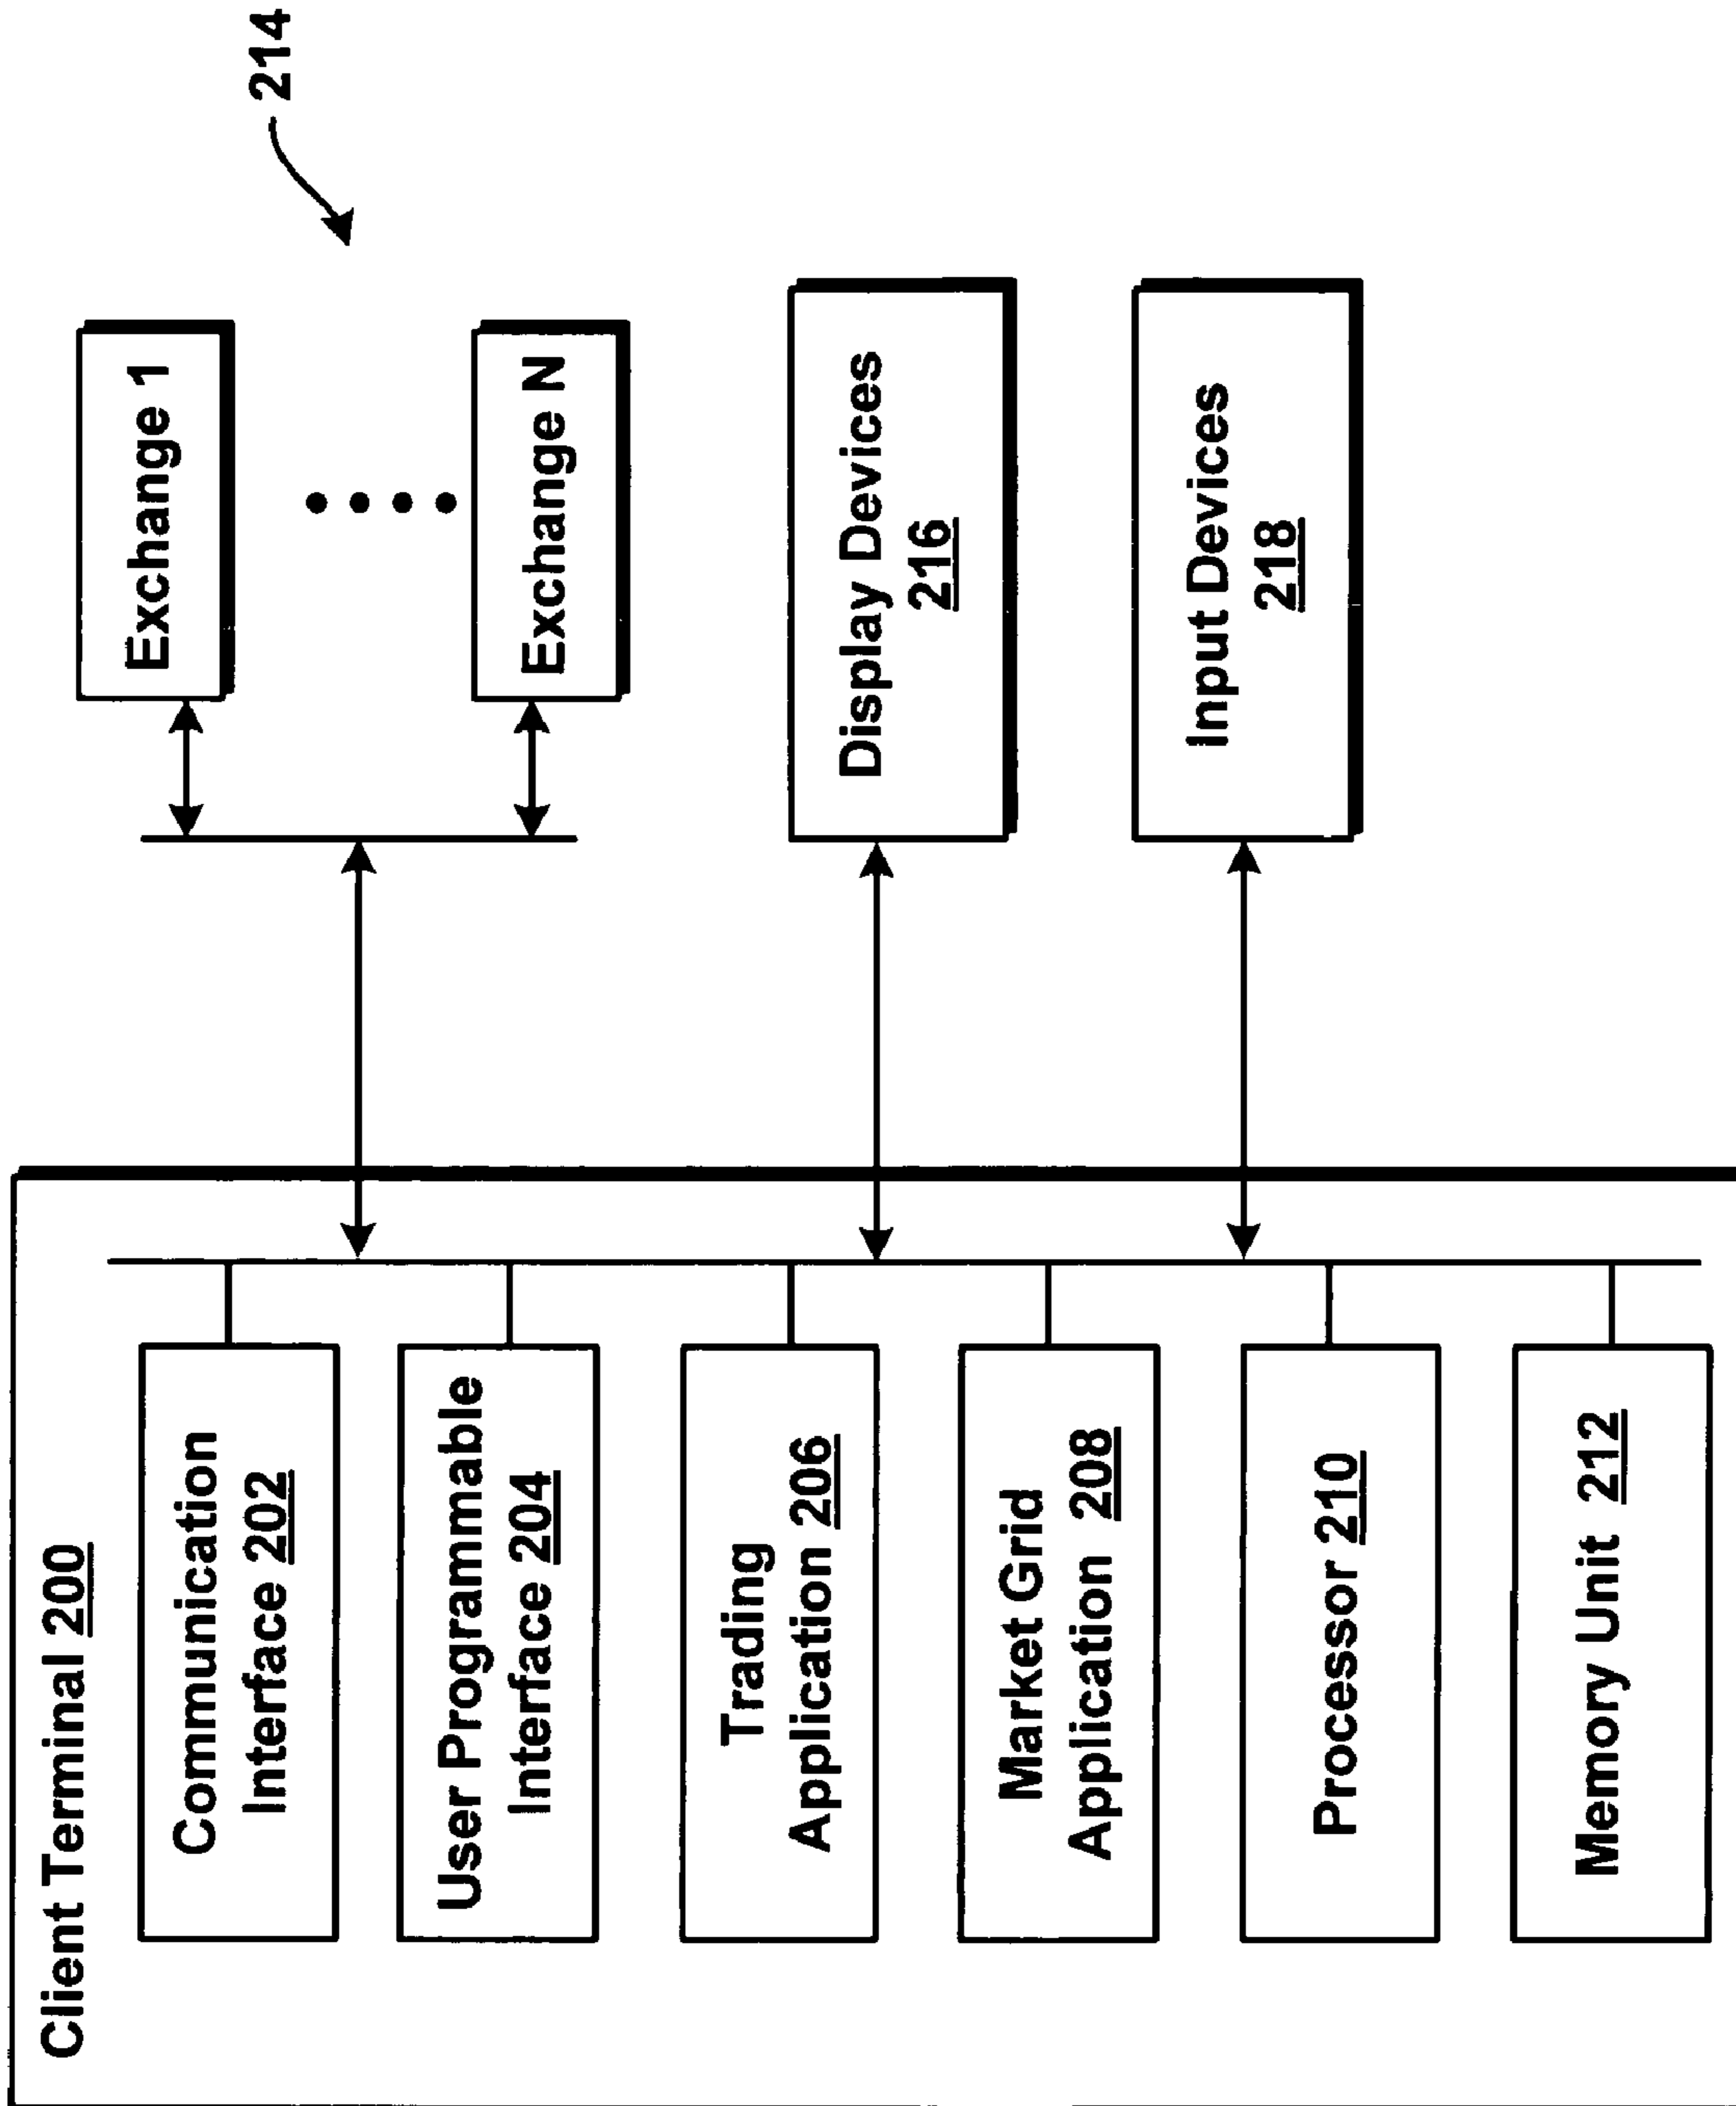 Client Terminal 200
Communication
Interface 202
User Programmable
Interface 204
Trading
Application 206
Market Grid
Application 208
Processor 210
Memory Unit 212
214
Exchange 1
Exchange N
Display Devices
216
Input Devices
218